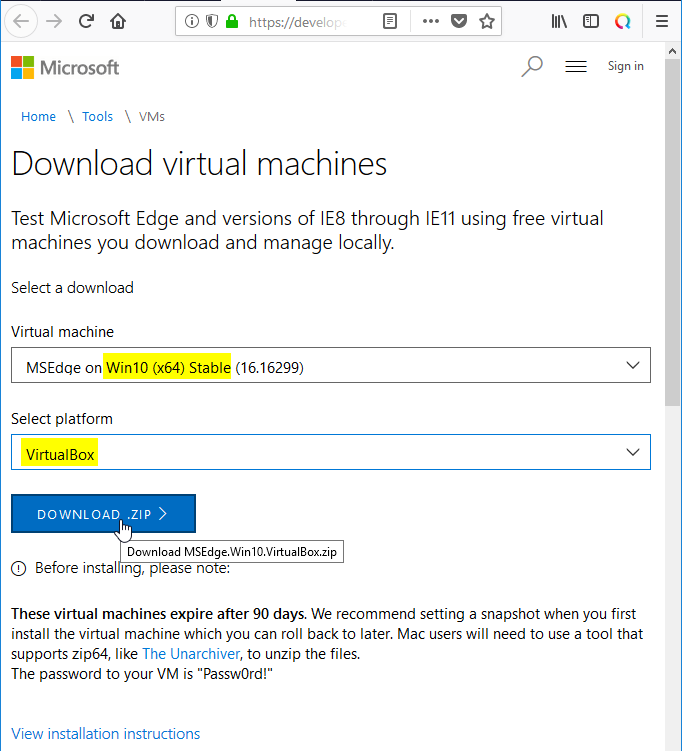 https://develope
Microsoft
Sign in
Home \ Tools \ VMs
Download virtual machines
Test Microsoft Edge and versions of IE8 through IE11 using free virtual
machines you download and manage locally.
Select a download
Virtual machine
MSEdge on Win10 (x64) Stable (16.16299)
Select platform
VirtualBox
DOWNLOAD .ZIP
Download MSEdge.Win10.VirtualBox.zip
Before installing, please note:
These virtual machines expire after 90 days. We recommend setting a snapshot when you first
install the virtual machine which you can roll back to later. Mac users will need to use a tool that
supports zip64, like The Unarchiver, to unzip the files.
The password to your VM is "Passw0rd!"
View installation instructions